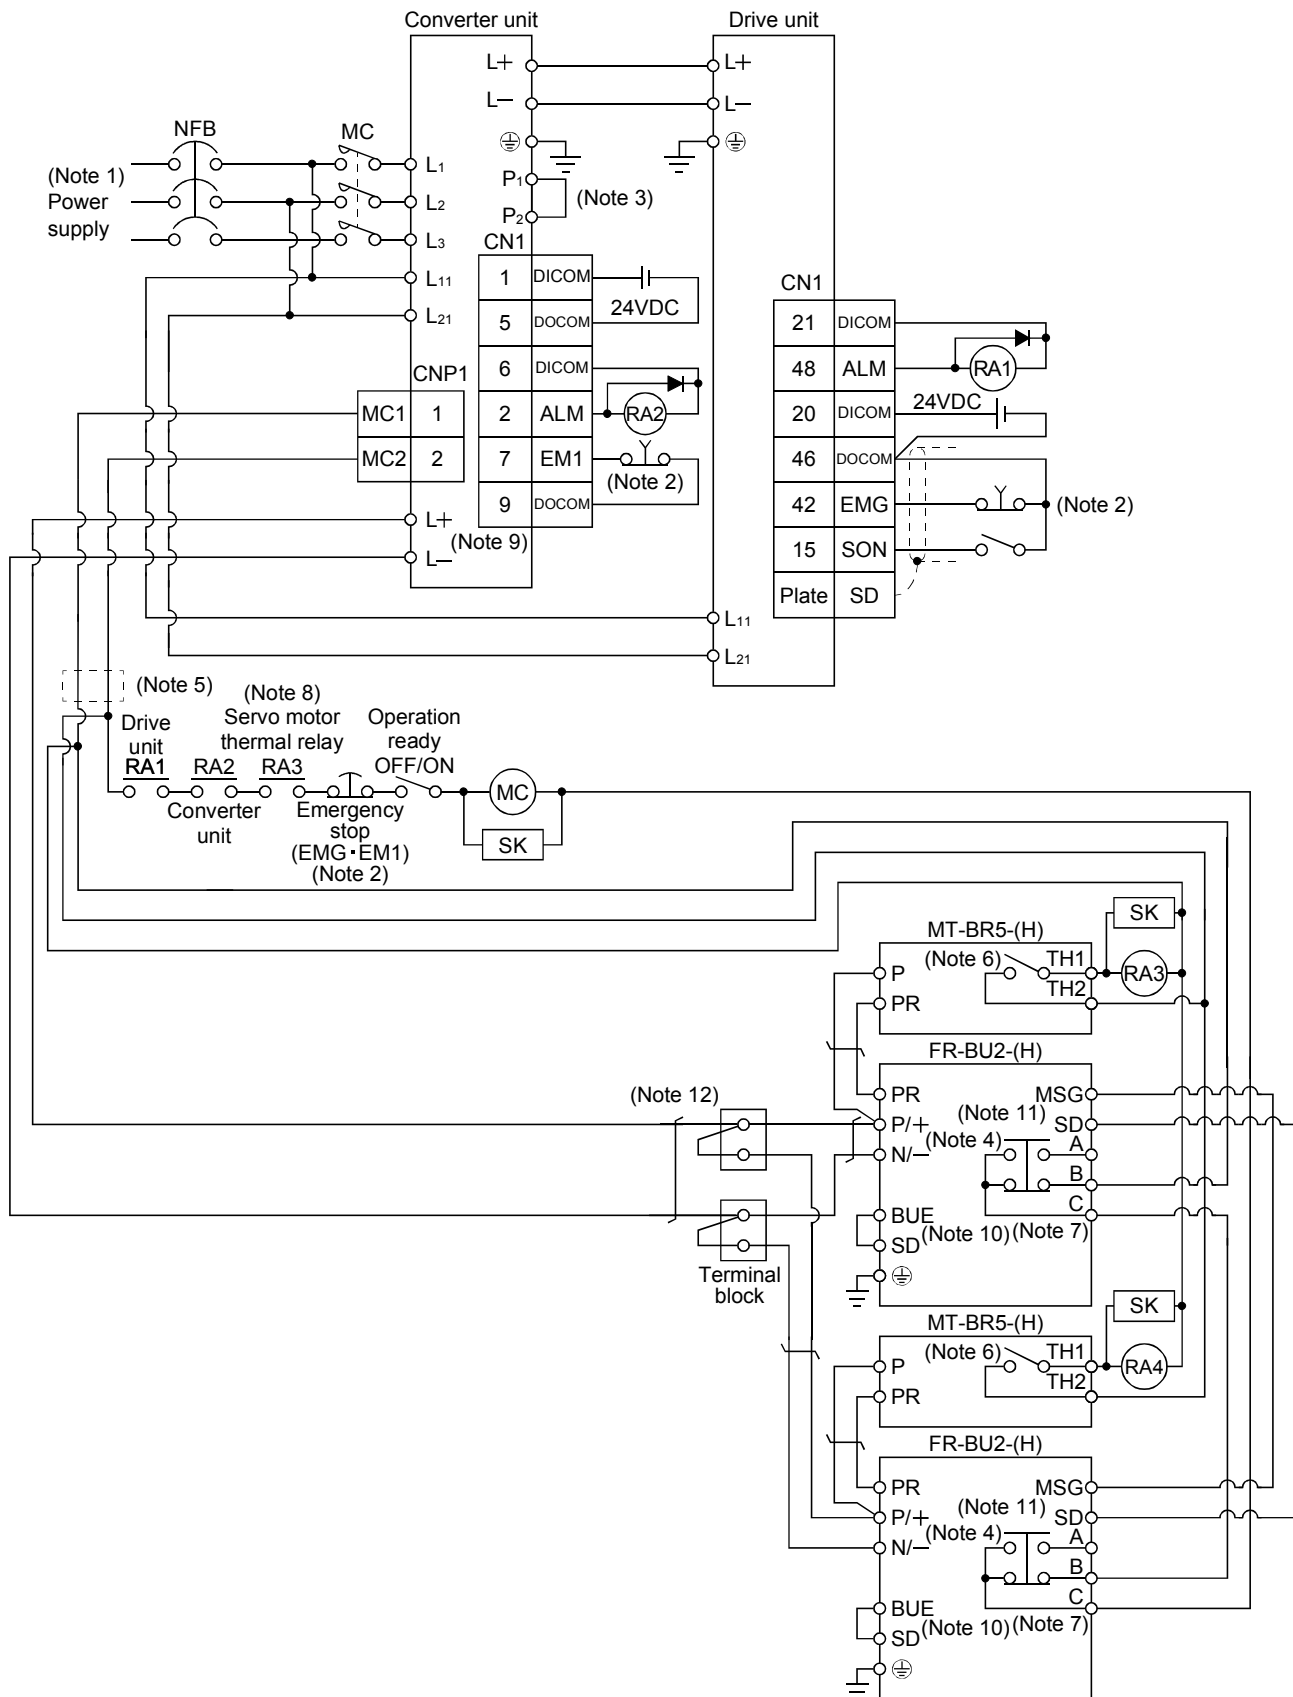 Converter unit
Drive unit
L+
L+
L−
L−
NFB
MC
(Note 1)
Power
supply
L1
L2
L3
L11
L21
P1
P2
(Note 3)
CN1
1 DICOM
5 DOCOM
24VDC
6 DICOM
2 ALM
RA2
7 EM1
(Note 2)
9 DOCOM
CNP1
MC1 1
MC2 2
L+
(Note 9)
L−
CN1
21 DICOM
48 ALM
RA1
20 DICOM
24VDC
46 DOCOM
42 EMG
(Note 2)
15 SON
Plate SD
L11
L21
(Note 5)
Drive
unit
RA1
RA2
Converter
unit
(Note 8)
Servo motor
thermal relay
RA3
Emergency
stop
(EMG·EM1)
(Note 2)
Operation
ready
OFF/ON
MC
SK
SK
MT-BR5-(H)
P
(Note 6)
TH1
RA3
TH2
PR
FR-BU2-(H)
PR
MSG
(Note 12)
(Note 11)
P/+
SD
(Note 4)
A
N/−
B
C
BUE
(Note 10)
(Note 7)
SD
Terminal
block
SK
MT-BR5-(H)
P
(Note 6)
TH1
RA4
TH2
PR
FR-BU2-(H)
PR
MSG
(Note 11)
P/+
SD
(Note 4)
A
N/−
B
C
BUE
(Note 10)
(Note 7)
SD